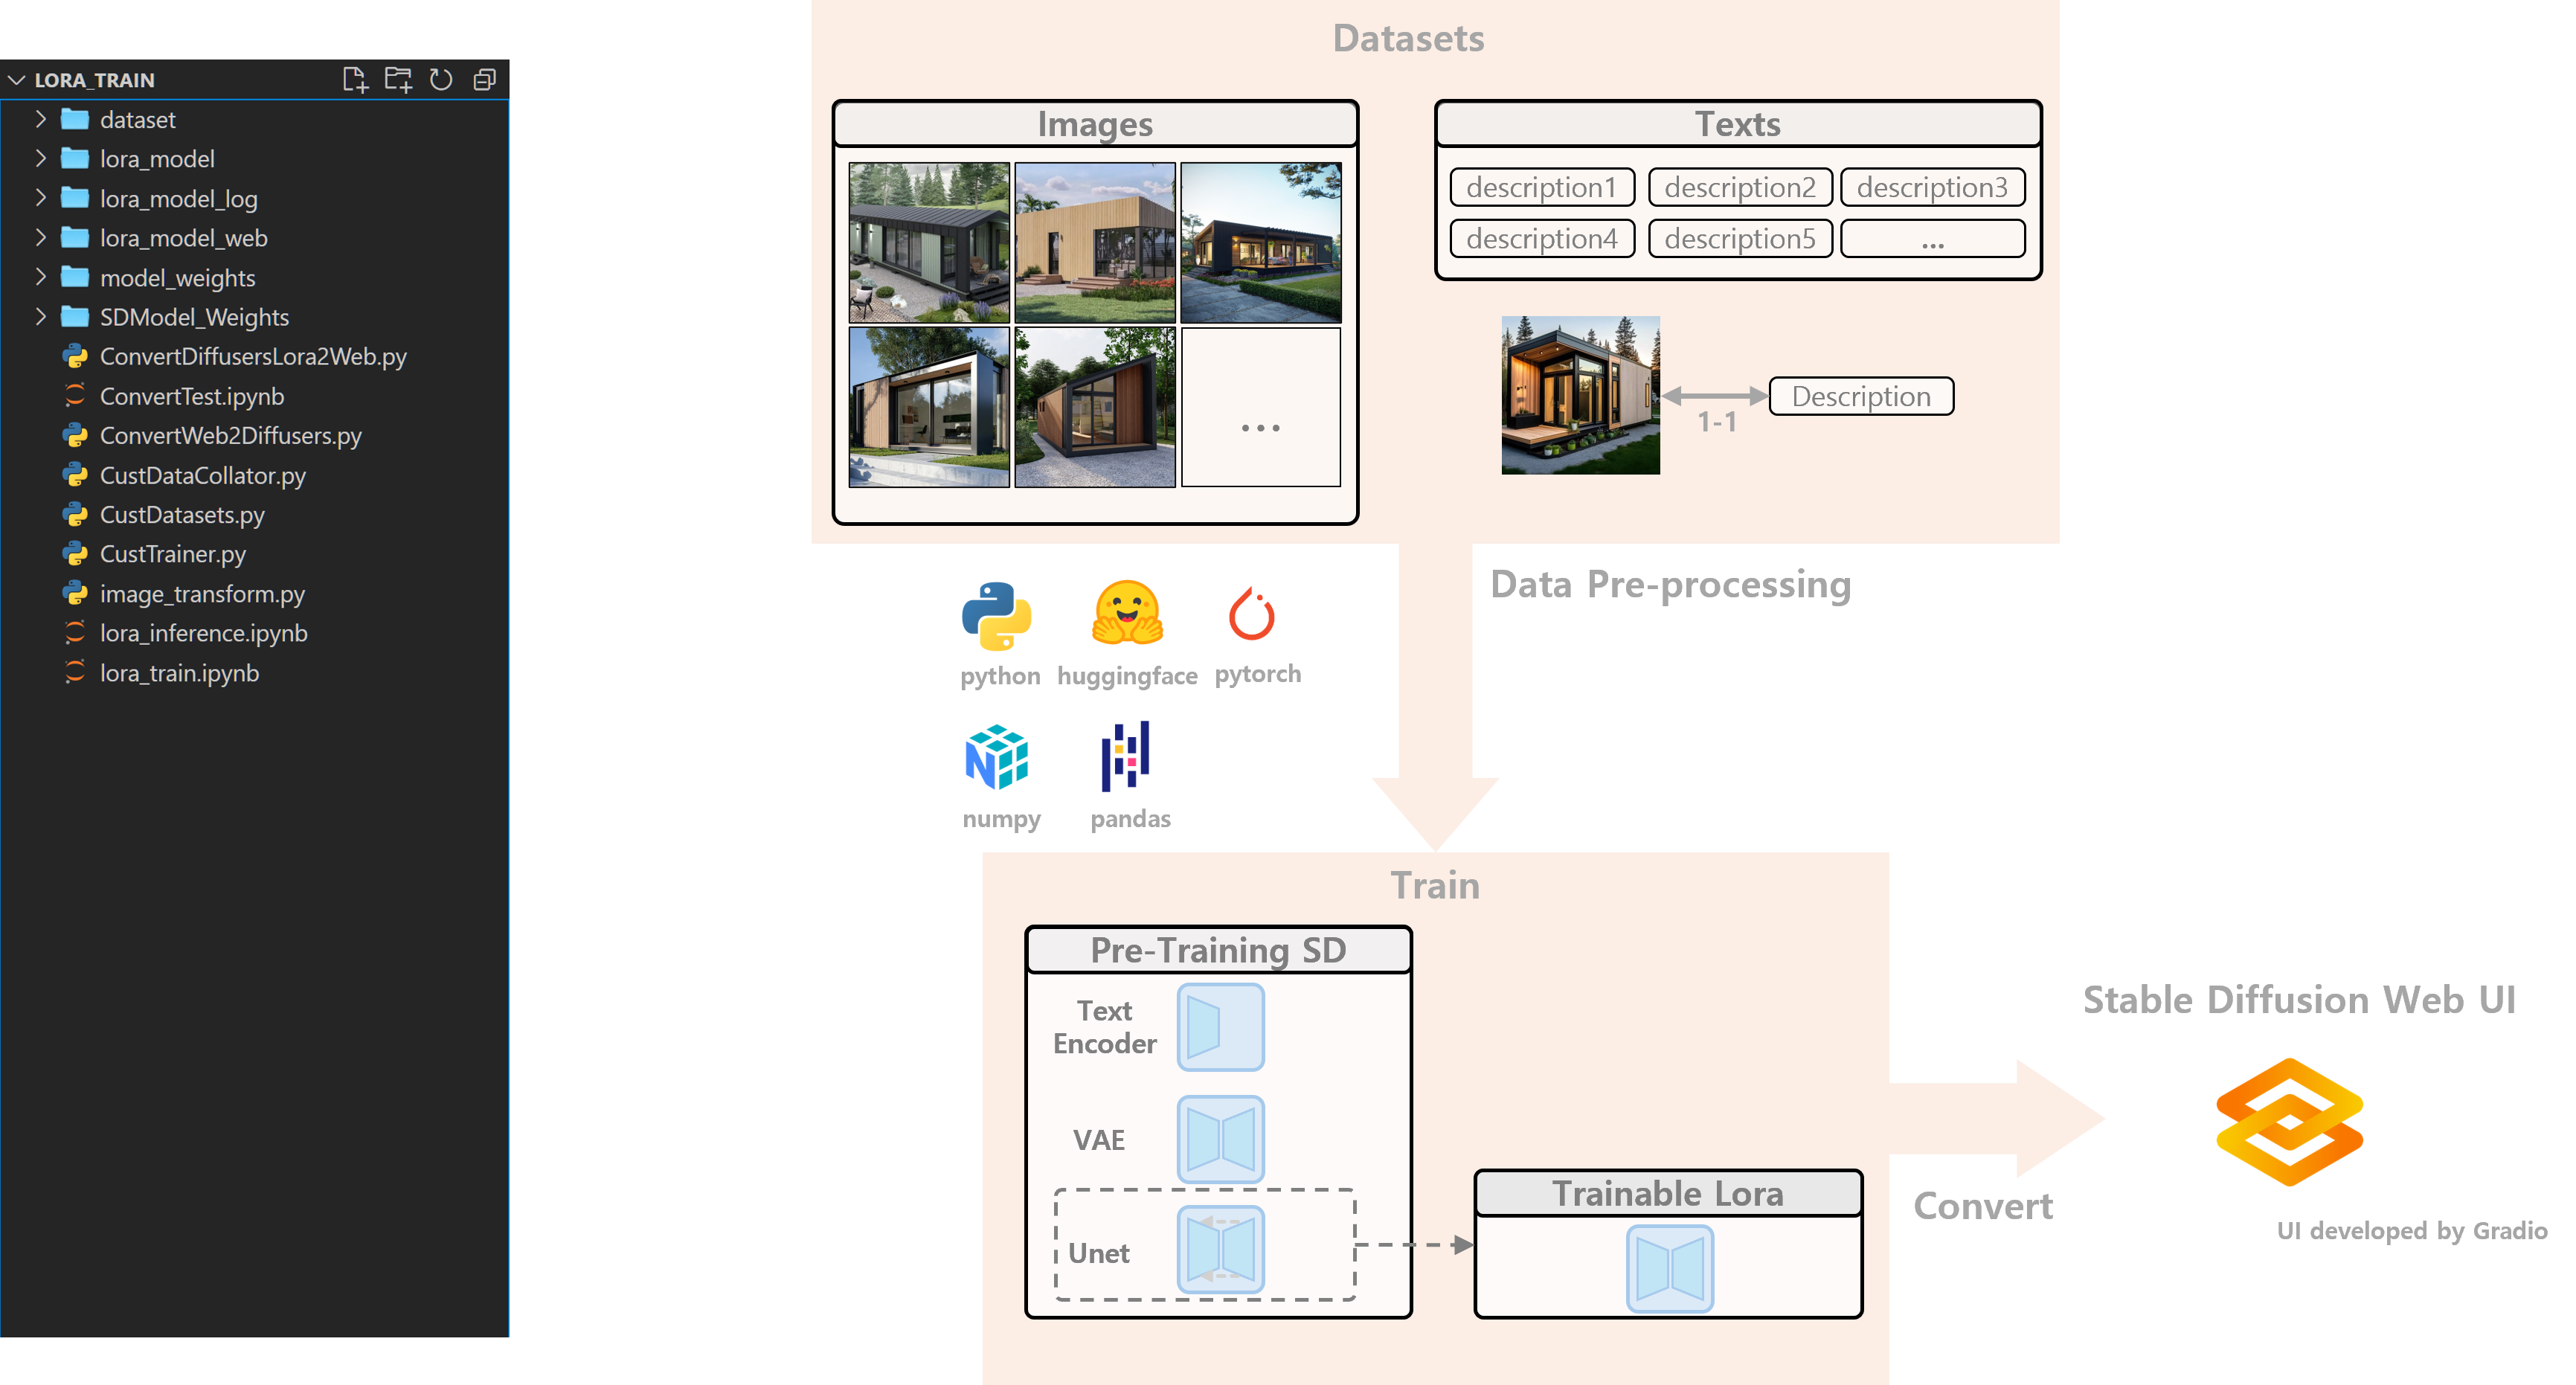 LORA_TRAIN
dataset
lora_model
lora_model_log
lora_model_web
model_weights
SDModel_Weights
ConvertDiffusersLora2Web.py
ConvertTest.ipynb
ConvertWeb2Diffusers.py
CustDataCollator.py
CustDatasets.py
CustTrainer.py
image_transform.py
lora_inference.ipynb
lora_train.ipynb
Datasets
Images
...
Texts
description1 description2 description3
description4 description5 ...
1-1
Description
Data Pre-processing
python huggingface pytorch
numpy pandas
Train
Pre-Training SD
Text
Encoder
VAE
Unet
Trainable Lora
Convert
Stable Diffusion Web UI
UI developed by Gradio